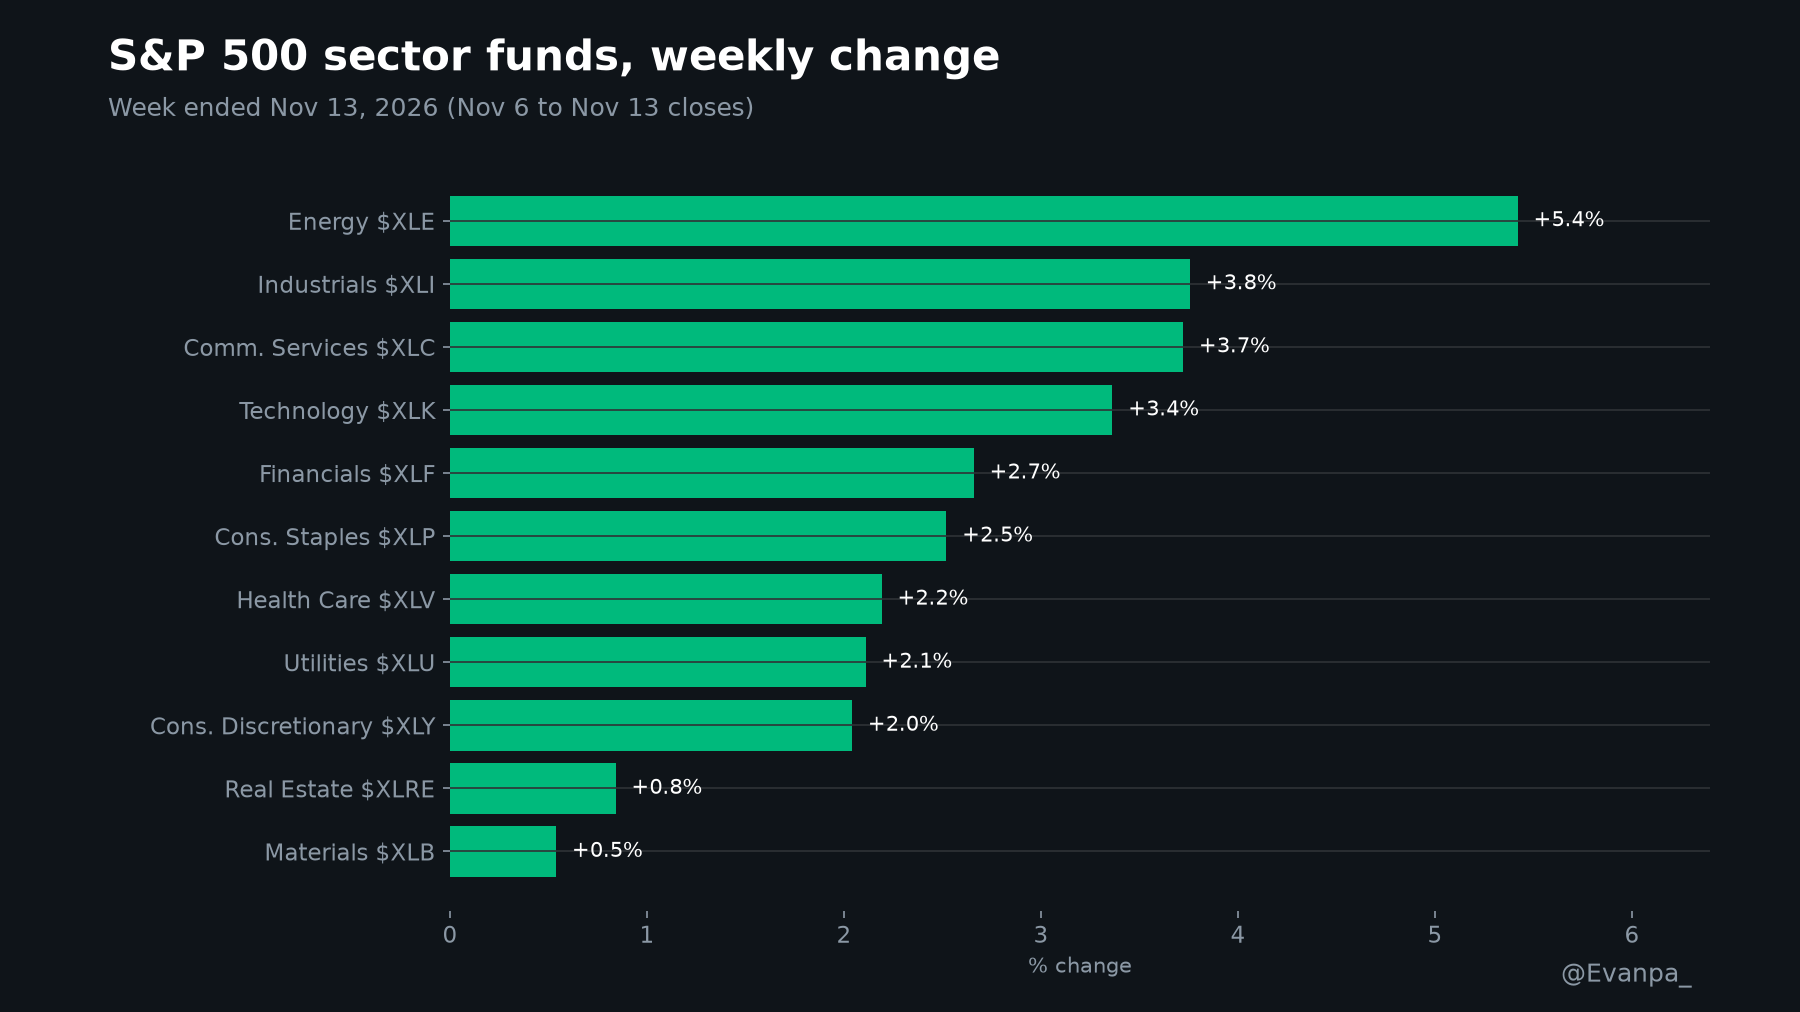 S&P 500 sector funds, weekly change
Week ended Nov 13, 2026 (Nov 6 to Nov 13 closes)
Energy $XLE +5.4%
Industrials $XLI +3.8%
Comm. Services $XLC +3.7%
Technology $XLK +3.4%
Financials $XLF +2.7%
Cons. Staples $XLP +2.5%
Health Care $XLV +2.2%
Utilities $XLU +2.1%
Cons. Discretionary $XLY +2.0%
Real Estate $XLRE +0.8%
Materials $XLB +0.5%
0 1 2 3 4 5 6
% change
@Evanpa_